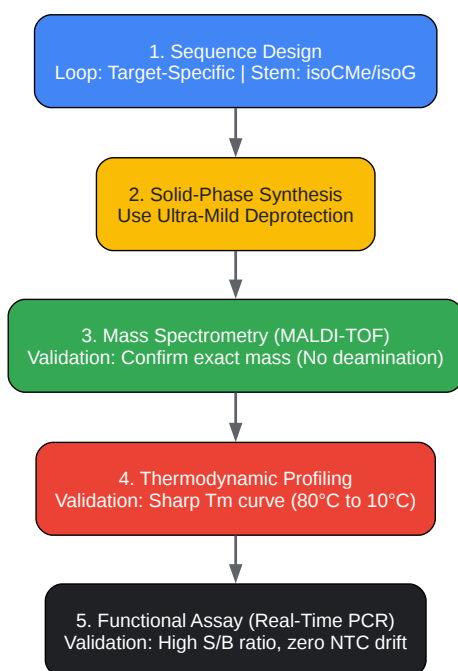 1. Sequence Design
Loop: Target-Specific | Stem: isoCMe/isoG
2. Solid-Phase Synthesis
Use Ultra-Mild Deprotection
3. Mass Spectrometry (MALDI-TOF)
Validation: Confirm exact mass (No deamination)
4. Thermodynamic Profiling
Validation: Sharp Tm curve (80°C to 10°C)
5. Functional Assay (Real-Time PCR)
Validation: High S/B ratio, zero NTC drift